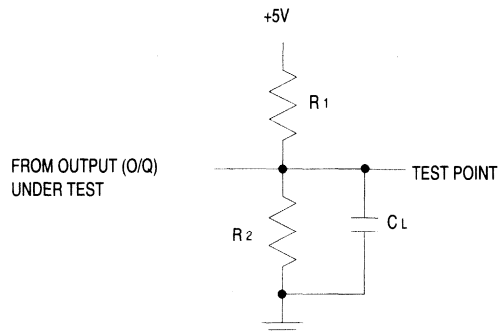 +5V
R1
FROM OUTPUT (O/Q)
UNDER TEST
TEST POINT
R2
CL